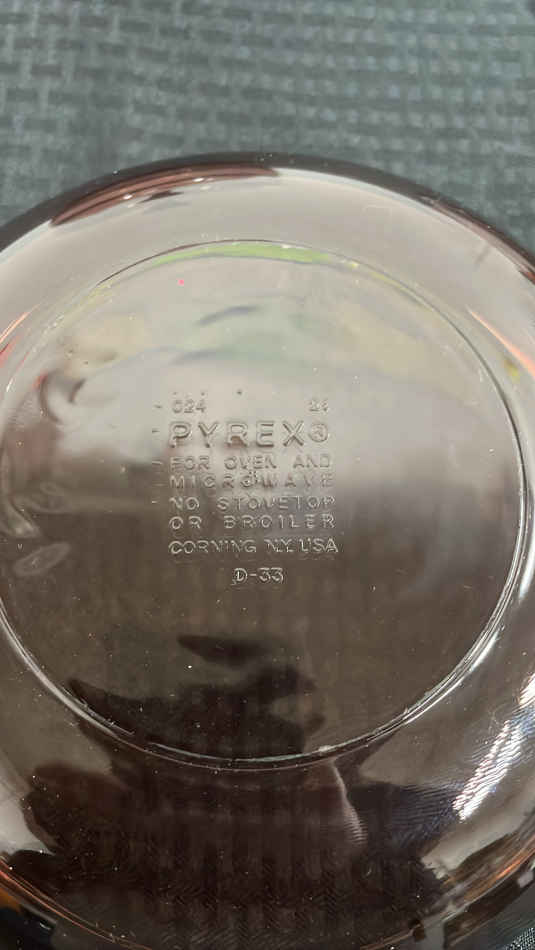 024 24
PYREX®
FOR OVEN AND
MICROWAVE
NO STOVETOP
OR BROILER
CORNING N.Y. USA
D-33